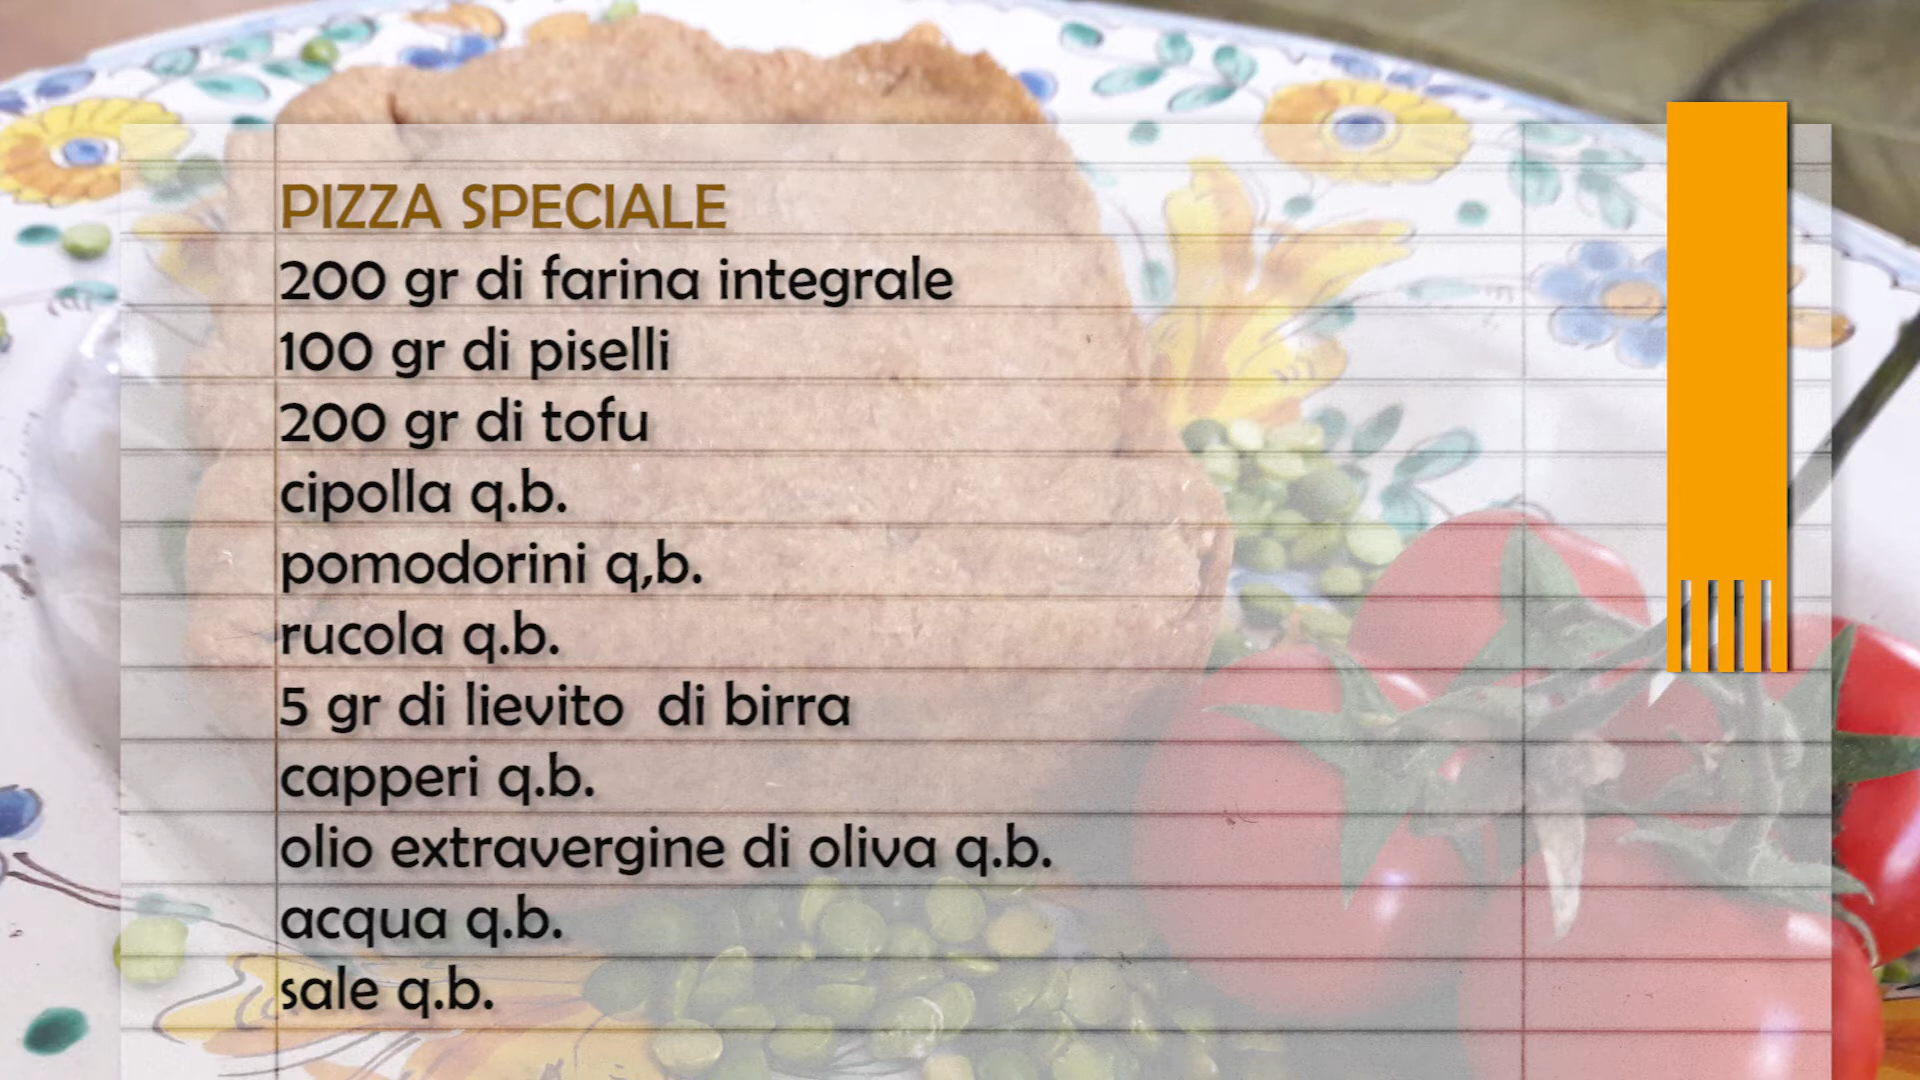 PIZZA SPECIALE
200 gr di farina integrale
100 gr di piselli
200 gr di tofu
cipolla q.b.
pomodorini q,b.
rucola q.b.
5 gr di lievito  di birra
capperi q.b.
olio extravergine di oliva q.b.
acqua q.b.
sale q.b.